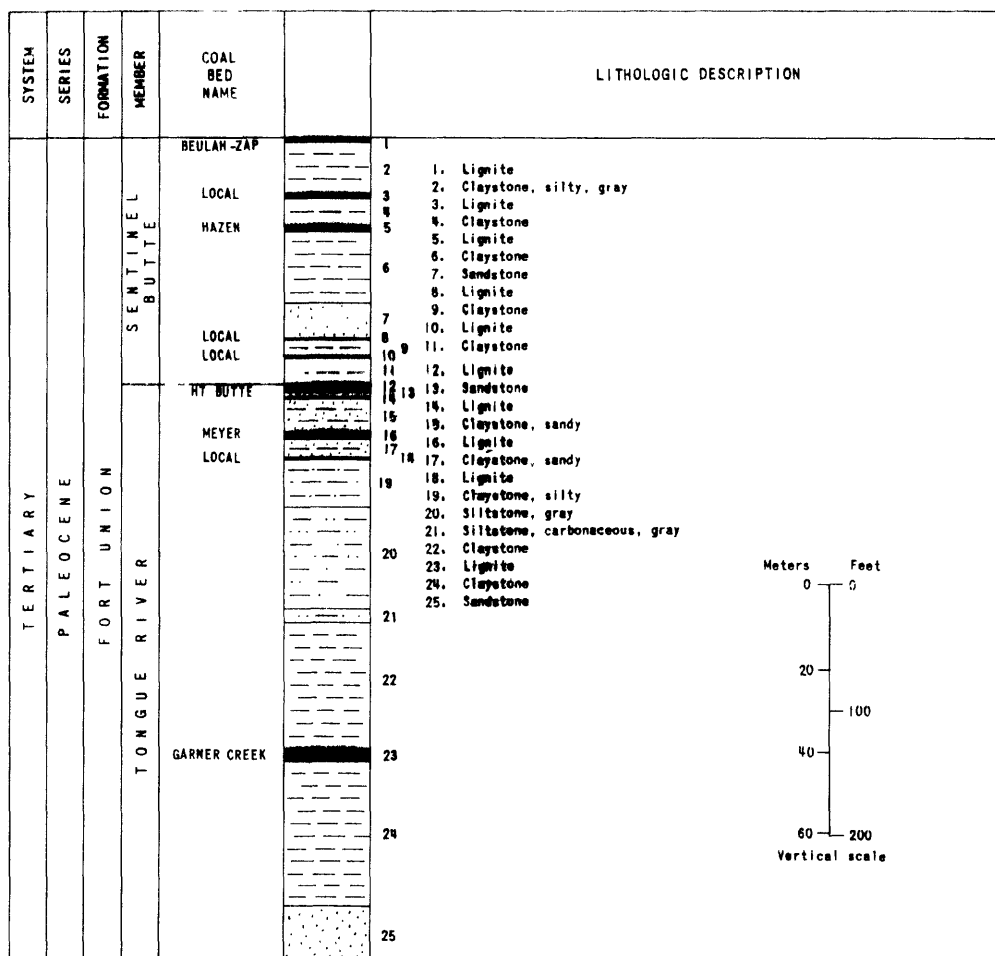 SYSTEM
SERIES
FORMATION
MEMBER
COAL
BED
NAME
LITHOLOGIC DESCRIPTION
TERTIARY
PALEOCENE
FORT UNION
SENTINEL
BUTTE
TONGUE RIVER
BEULAH-ZAP
LOCAL
HAZEN
LOCAL
LOCAL
HT BUTTE
MEYER
LOCAL
GARNER CREEK
1
2
3
4
5
6
7
8
9
10
11
12
13
14
15
16
17
18
19
20
21
22
23
24
25
1. Lignite
2. Claystone, silty, gray
3. Lignite
4. Claystone
5. Lignite
6. Claystone
7. Sandstone
8. Lignite
9. Claystone
10. Lignite
11. Claystone
12. Lignite
13. Sandstone
14. Lignite
15. Claystone, sandy
16. Lignite
17. Claystone, sandy
18. Lignite
19. Claystone, silty
20. Siltstone, gray
21. Siltstone, carbonaceous, gray
22. Claystone
23. Lignite
24. Claystone
25. Sandstone
Meters Feet
0 0
20
100
40
60 200
Vertical scale